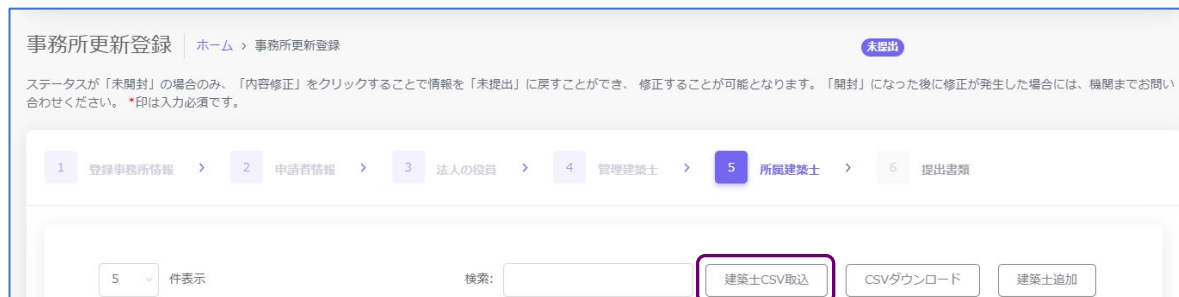 事務所更新登録 ホーム > 事務所更新登録 未提出
ステータスが「未開封」の場合のみ、「内容修正」をクリックすることで情報を「未提出」に戻すことができ、 修正することが可能となります。「開封」になった後に修正が発生した場合には、機関までお問い
合わせください。 *印は入力必須です。
1 登録事務所情報 > 2 申請者情報 > 3 法人の役員 > 4 管理建築士 > 5 所属建築士 > 6 提出書類
5 件表示 検索: 建築士CSV取込 CSVダウンロード 建築士追加